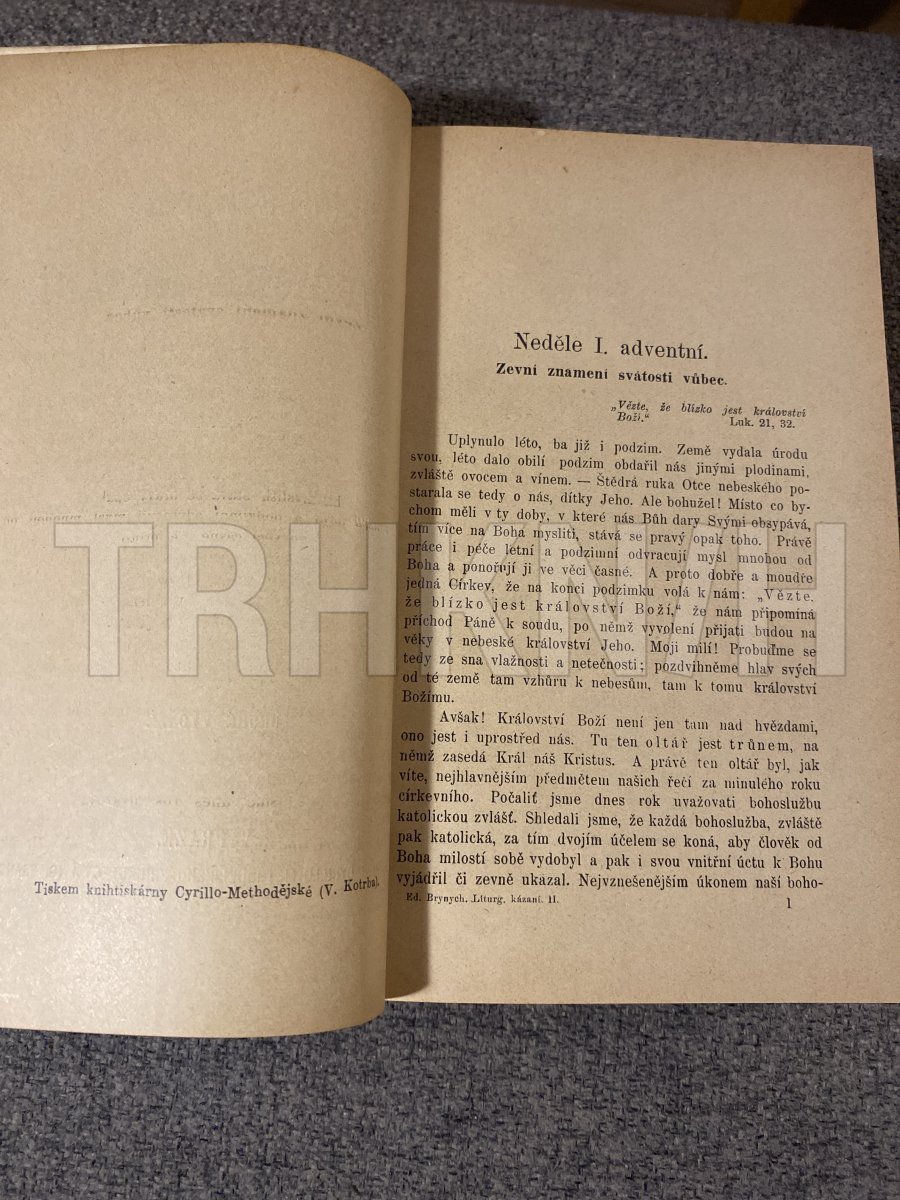 Tiskem knihtiskárny Cyrillo-Methodějské (V. Kotrba).
Neděle I. adventní.
Zevní znamení svátosti vůbec.
„Vězte, že blízko jest království
Boží.“
Luk. 21, 32.
Uplynulo léto, ba již i podzim. Země vydala úrodu
svou, léto dalo obilí podzim obdařil nás jinými plodinami,
zvláště ovocem a vínem. — Štědrá ruka Otce nebeského po-
starala se tedy o nás, dítky Jeho. Ale bohužel! Místo co by-
chom měli v ty doby, v které nás Bůh dary Svými obsypává,
tím více na Boha mysliti, stává se pravý opak toho. Právě
práce i péče letní a podzimní odvracují mysl mnohou od
Boha a ponořují ji ve věci časné. A proto dobře a moudře
jedná Církev, že na konci podzimku volá k nám: „Vězte,
že blízko jest království Boží,“ že nám připomíná
příchod Páně k soudu, po němž vyvolení přijati budou na
věky v nebeské království Jeho. Moji milí! Probuďme se
tedy ze sna vlažnosti a netečnosti; pozdvihněme hlav svých
od té země tam vzhůru k nebesům, tam k tomu království
Božímu.
Avšak! Království Boží není jen tam nad hvězdami,
ono jest i uprostřed nás. Tu ten oltář jest trůnem, na
němž zasedá Král náš Kristus. A právě ten oltář byl, jak
víte, nejhlavnějším předmětem našich řečí za minulého roku
církevního. Počaliť jsme dnes rok uvažovati bohoslužbu
katolickou zvlášť. Shledali jsme, že každá bohoslužba, zvláště
pak katolická, za tím dvojím účelem se koná, aby člověk od
Boha milostí sobě vydobyl a pak i svou vnitřní úctu k Bohu
vyjádřil či zevně ukazal. Nejvznešenějším úkonem naší boho-
Ed. Brynych. Liturg. kázaní. II.
1